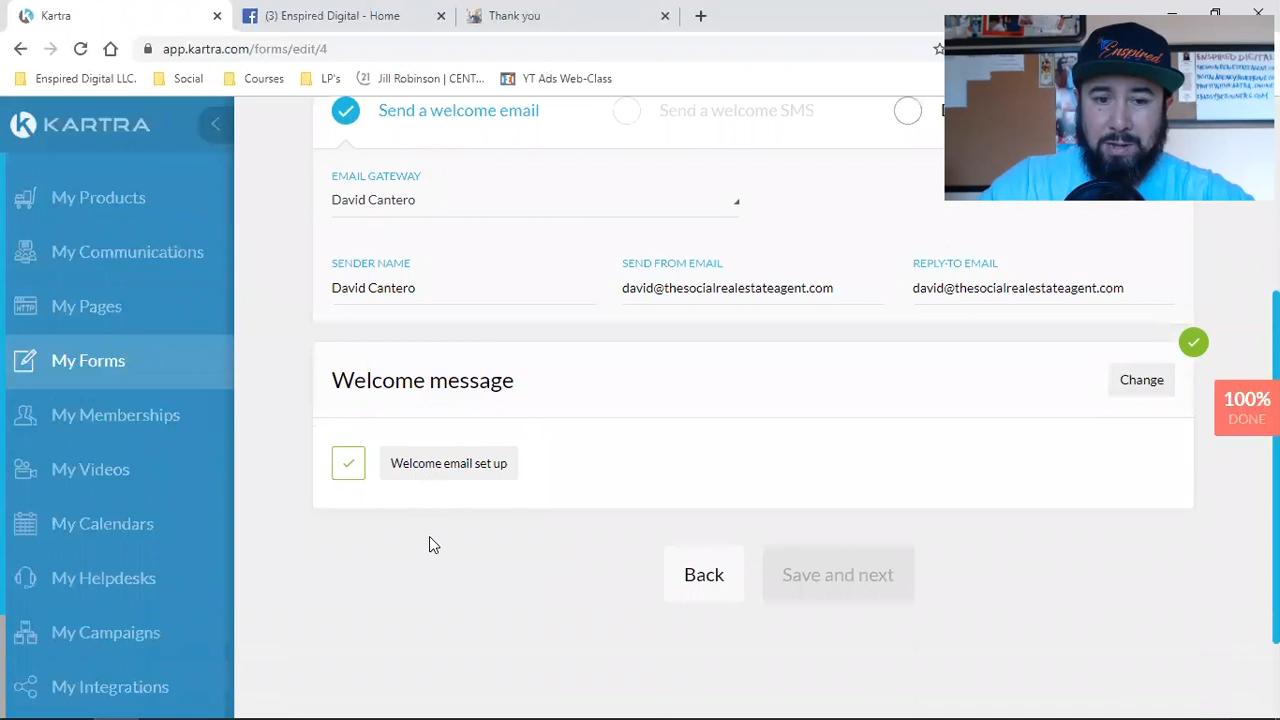 Kartra
(3) Enspired Digital - Home
Thank you
app.kartra.com/forms/edit/4
Enspired Digital LLC.
Social
Courses
LP's
Jill Robinson | CENT...
Web-Class
Enspired
ENSPIRED DIGITAL
KARTRA
My Products
My Communications
My Pages
My Forms
My Memberships
My Videos
My Calendars
My Helpdesks
My Campaigns
My Integrations
Send a welcome email
Send a welcome SMS
EMAIL GATEWAY
David Cantero
SENDER NAME
SEND FROM EMAIL
REPLY-TO EMAIL
David Cantero
david@thesocialrealestateagent.com
david@thesocialrealestateagent.com
Welcome message
Change
100%
DONE
Welcome email set up
Back
Save and next